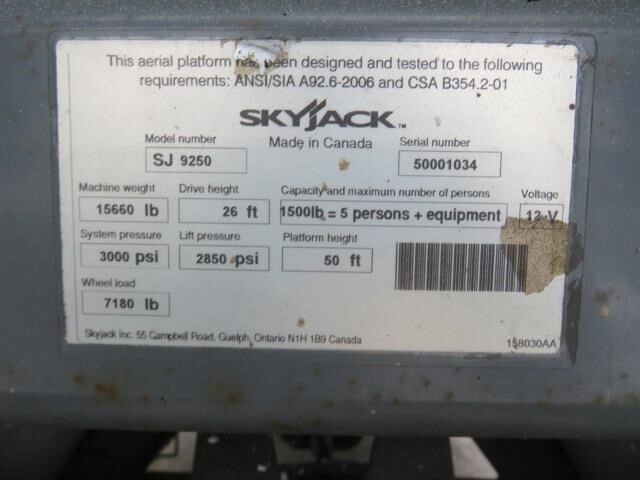 This aerial platform has been designed and tested to the following
requirements: ANSI/SIA A92.6-2006 and CSA B354.2-01
SKYJACK™
Made in Canada
Model number Serial number
SJ 9250 50001034
Machine weight Drive height Capacity and maximum number of persons Voltage
15660 lb 26 ft 1500lb = 5 persons + equipment 12 V
System pressure Lift pressure Platform height
3000 psi 2850 psi 50 ft
Wheel load
7180 lb
Skyjack Inc. 55 Campbell Road, Guelph, Ontario N1H 1B9 Canada 158030AA